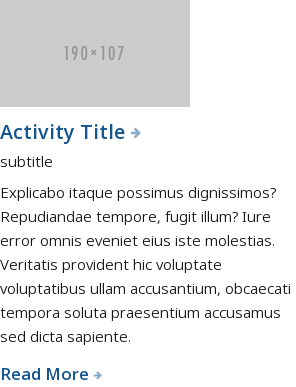 190×107
Activity Title
subtitle
Explicabo itaque possimus dignissimos?
Repudiandae tempore, fugit illum? Iure
error omnis eveniet eius iste molestias.
Veritatis provident hic voluptate
voluptatibus ullam accusantium, obcaecati
tempora soluta praesentium accusamus
sed dicta sapiente.
Read More